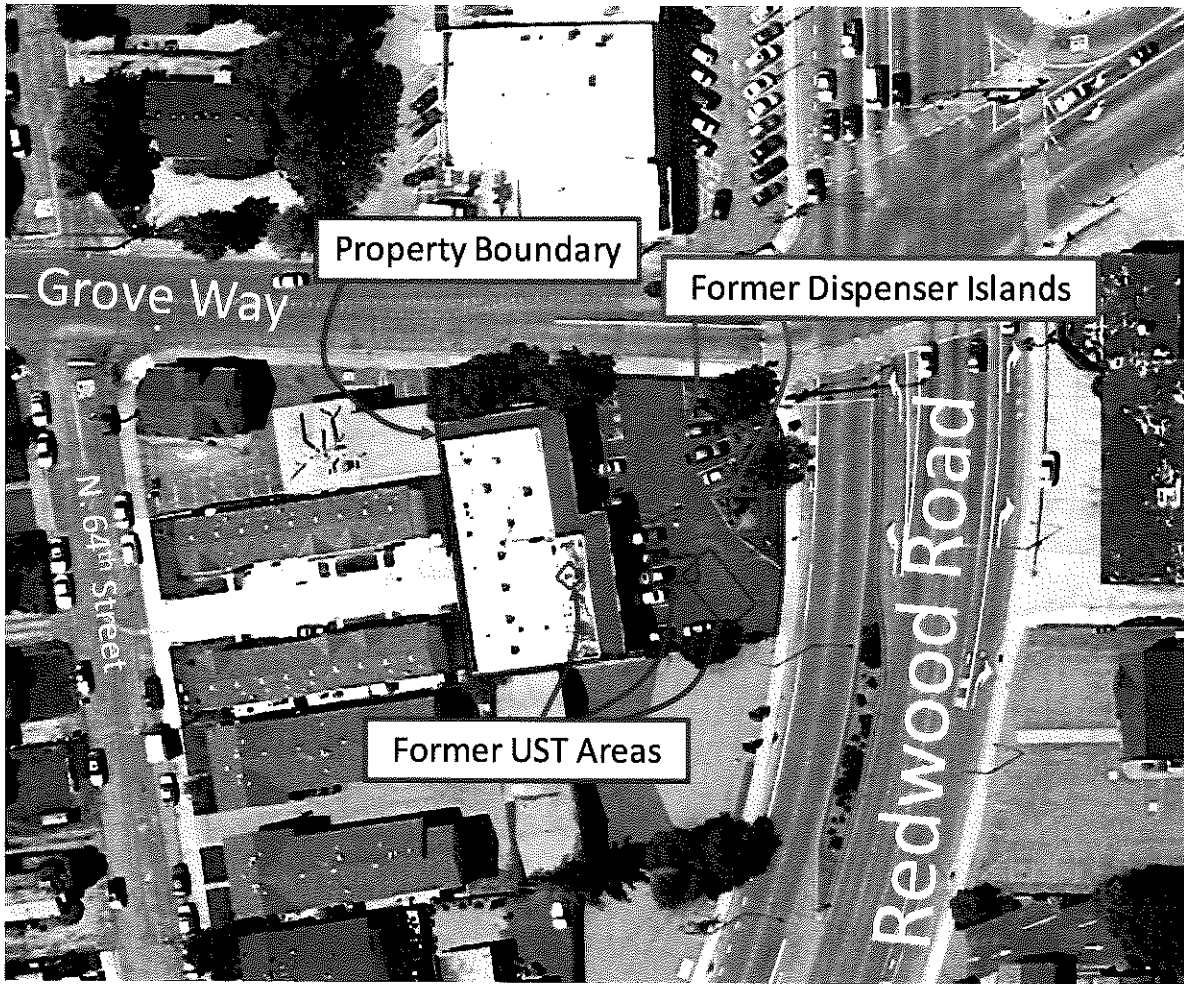 Property Boundary
Former Dispenser Islands
Grove Way
N. 64th Street
Redwood Road
Former UST Areas